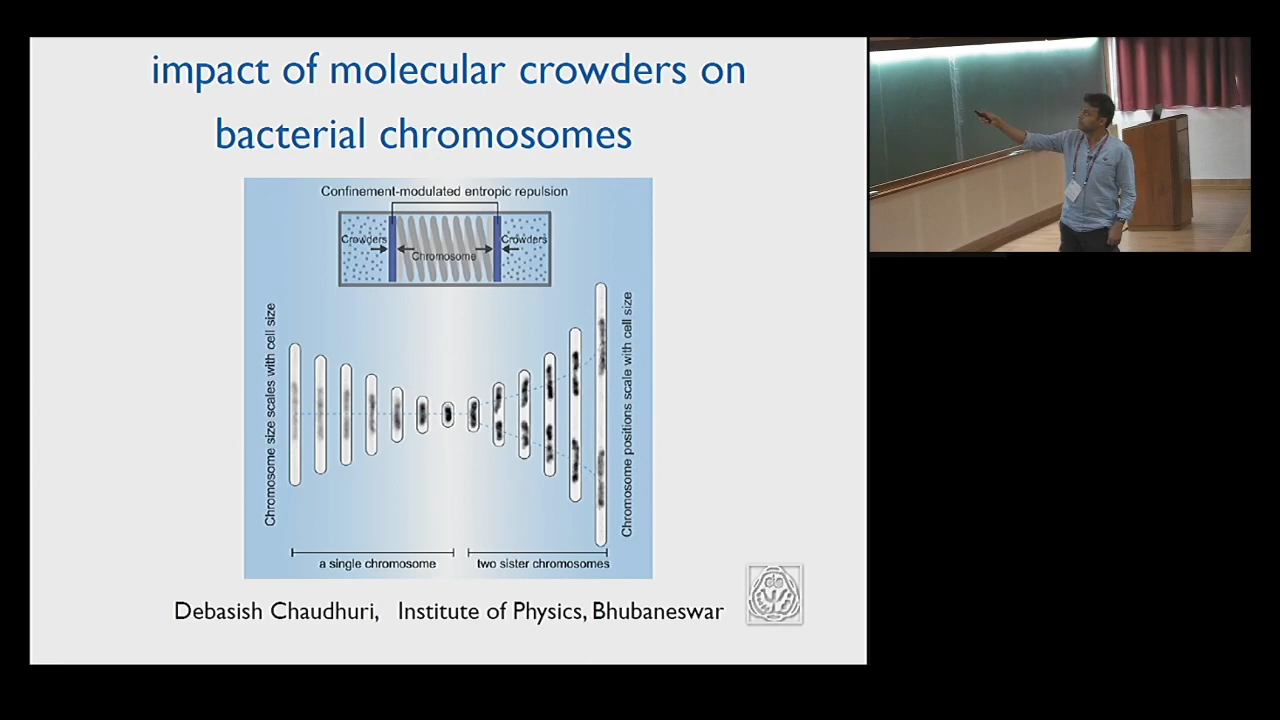 impact of molecular crowders on
bacterial chromosomes
Confinement-modulated entropic repulsion
Crowders
Crowders
Chromosome
Chromosome size scales with cell size
Chromosome positions scale with cell size
a single chromosome
two sister chromosomes
Debasish Chaudhuri, Institute of Physics, Bhubaneswar